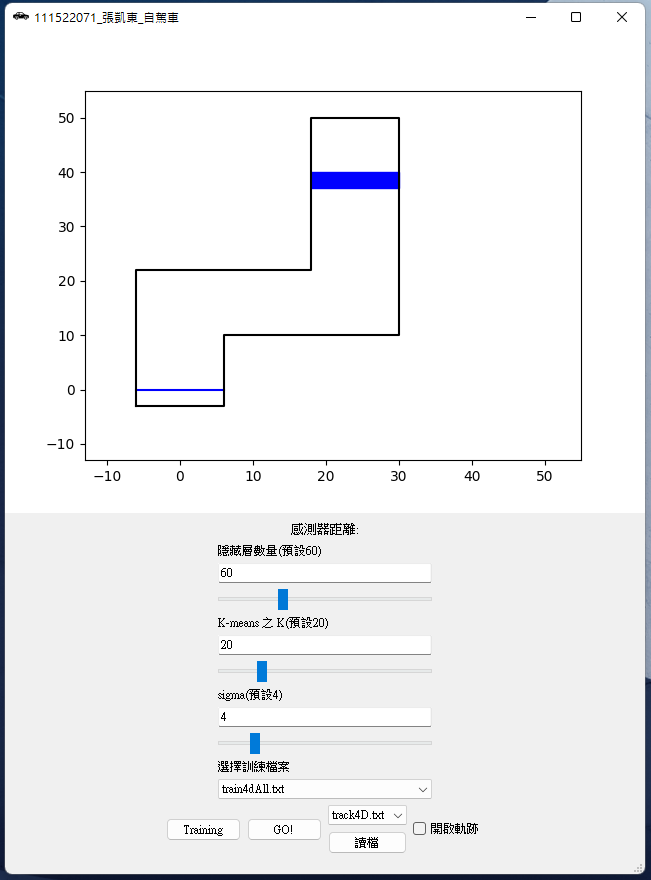 111522071_張凱東_自駕車
50
40
30
20
10
0
−10
−10 0 10 20 30 40 50
感測器距離:
隱藏層數量(預設60)
60
K-means 之 K(預設20)
20
sigma(預設4)
4
選擇訓練檔案
train4dAll.txt
Training GO! track4D.txt 開啟軌跡
讀檔